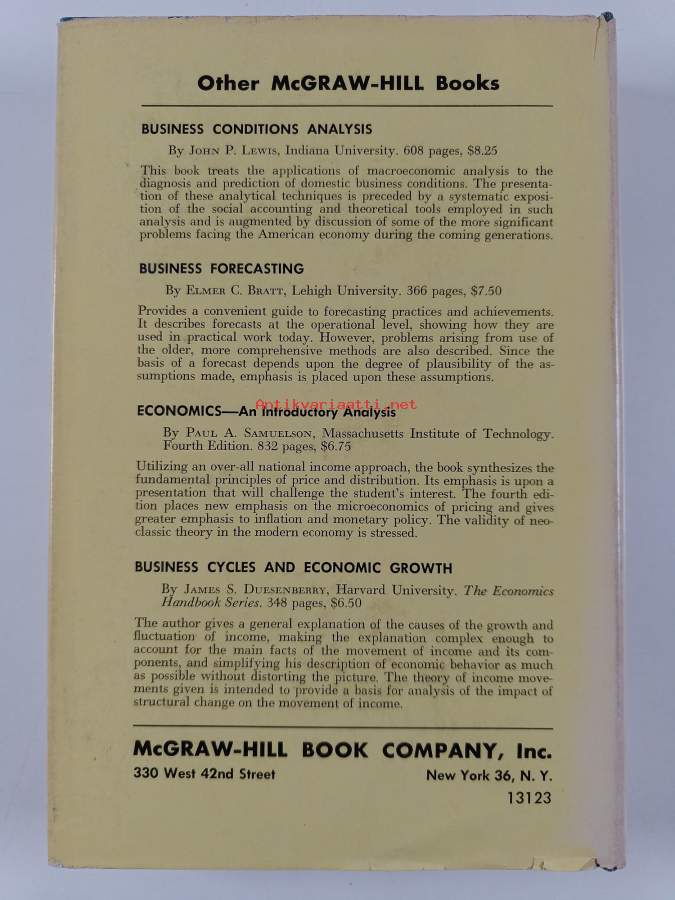 Other McGRAW-HILL Books
BUSINESS CONDITIONS ANALYSIS
By JOHN P. LEWIS, Indiana University. 608 pages, $8.25
This book treats the applications of macroeconomic analysis to the
diagnosis and prediction of domestic business conditions. The presenta-
tion of these analytical techniques is preceded by a systematic exposi-
tion of the social accounting and theoretical tools employed in such
analysis and is augmented by discussion of some of the more significant
problems facing the American economy during the coming generations.
BUSINESS FORECASTING
By ELMER C. BRATT, Lehigh University. 366 pages, $7.50
Provides a convenient guide to forecasting practices and achievements.
It describes forecasts at the operational level, showing how they are
used in practical work today. However, problems arising from use of
the older, more comprehensive methods are also described. Since the
basis of a forecast depends upon the degree of plausibility of the as-
sumptions made, emphasis is placed upon these assumptions.
Antikvariaatti.net
ECONOMICS—An Introductory Analysis
By PAUL A. SAMUELSON, Massachusetts Institute of Technology.
Fourth Edition. 832 pages, $6.75
Utilizing an over-all national income approach, the book synthesizes the
fundamental principles of price and distribution. Its emphasis is upon a
presentation that will challenge the student's interest. The fourth edi-
tion places new emphasis on the microeconomics of pricing and gives
greater emphasis to inflation and monetary policy. The validity of neo-
classic theory in the modern economy is stressed.
BUSINESS CYCLES AND ECONOMIC GROWTH
By JAMES S. DUESENBERRY, Harvard University. The Economics
Handbook Series. 348 pages, $6.50
The author gives a general explanation of the causes of the growth and
fluctuation of income, making the explanation complex enough to
account for the main facts of the movement of income and its com-
ponents, and simplifying his description of economic behavior as much
as possible without distorting the picture. The theory of income move-
ments given is intended to provide a basis for analysis of the impact of
structural change on the movement of income.
McGRAW-HILL BOOK COMPANY, Inc.
330 West 42nd Street New York 36, N. Y.
13123